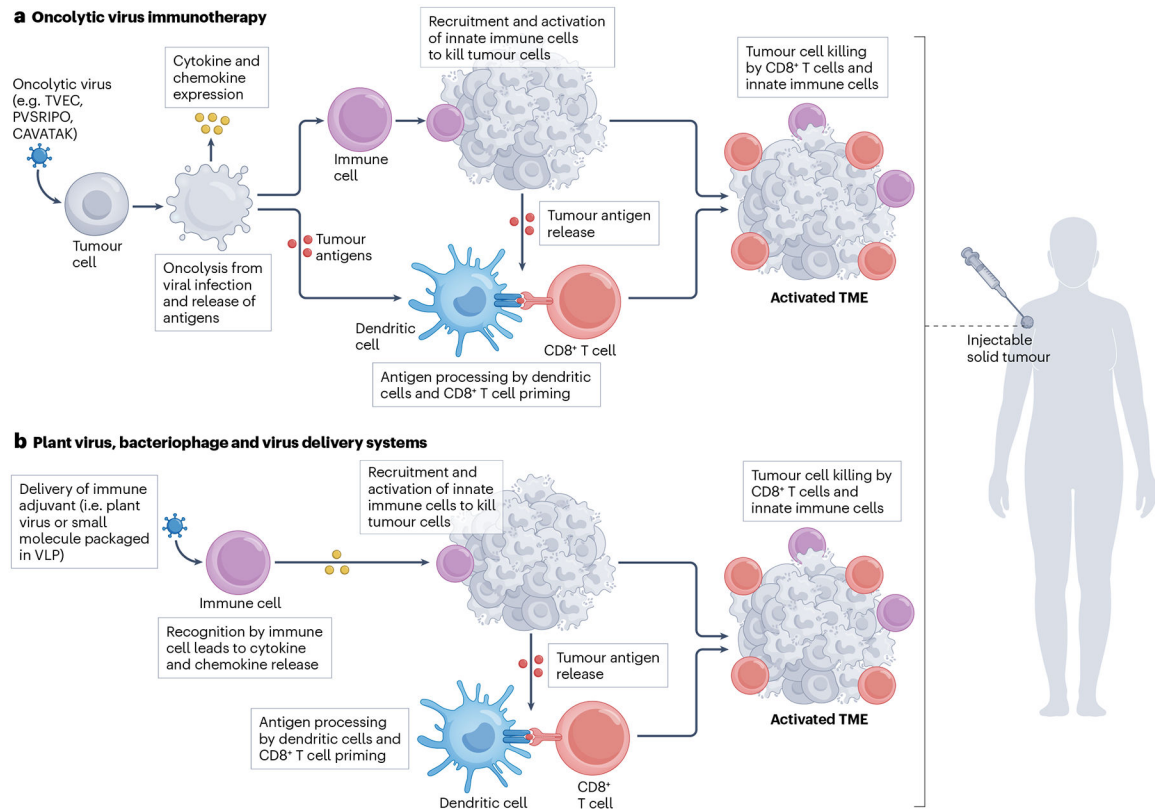 a Oncolytic virus immunotherapy
Oncolytic virus
(e.g. TVEC,
PVSRIPO,
CAVATAK)
Cytokine and
chemokine
expression
Tumour
cell
Oncolysis from
viral infection
and release of
antigens
Immune
cell
Tumour
antigens
Recruitment and activation
of innate immune cells
to kill tumour cells
Tumour antigen
release
Dendritic
cell
CD8⁺ T cell
Antigen processing by dendritic
cells and CD8⁺ T cell priming
Tumour cell killing
by CD8⁺ T cells and
innate immune cells
Activated TME
Injectable
solid tumour
b Plant virus, bacteriophage and virus delivery systems
Delivery of immune
adjuvant (i.e. plant
virus or small
molecule packaged
in VLP)
Immune cell
Recognition by immune
cell leads to cytokine
and chemokine release
Recruitment and
activation of innate
immune cells to kill
tumour cells
Tumour antigen
release
Antigen processing
by dendritic cells and
CD8⁺ T cell priming
Dendritic cell
CD8⁺
T cell
Tumour cell killing by
CD8⁺ T cells and
innate immune cells
Activated TME